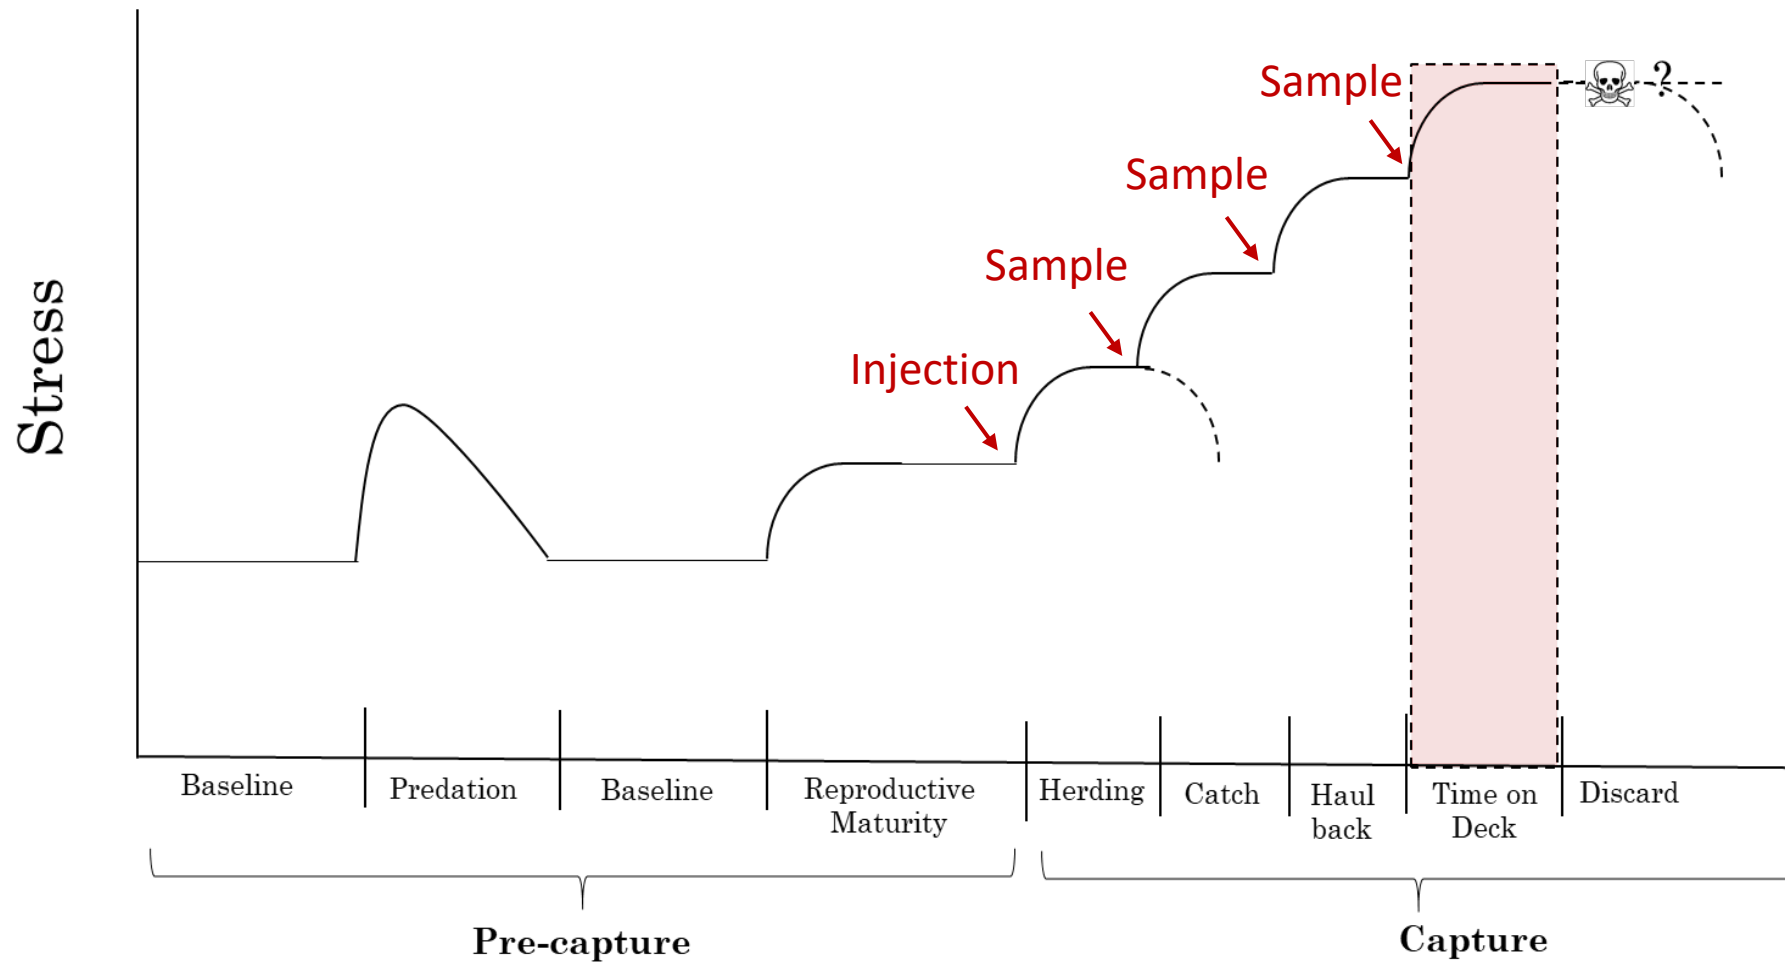 Stress
Sample
?
Sample
Sample
Injection
Baseline
Predation
Baseline
Reproductive
Maturity
Herding
Catch
Haul
back
Time on
Deck
Discard
Pre-capture
Capture